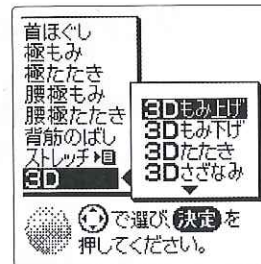 首ほぐし
極もみ
極たたき
腰極もみ
腰極たたき
背筋のばし
ストレッチ
3D
3Dもみ上げ
3Dもみ下げ
3Dたたき
3Dさざなみ
で選び、決定を
押してください。